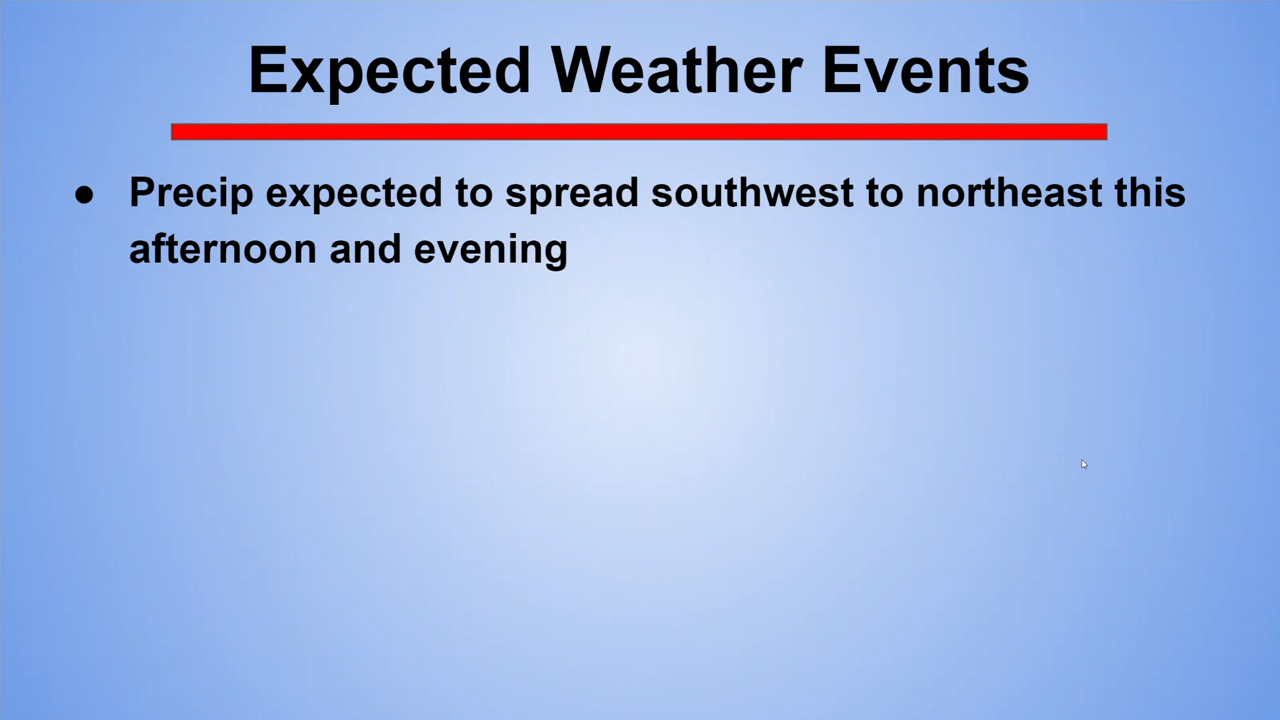 Expected Weather Events
● Precip expected to spread southwest to northeast this
afternoon and evening